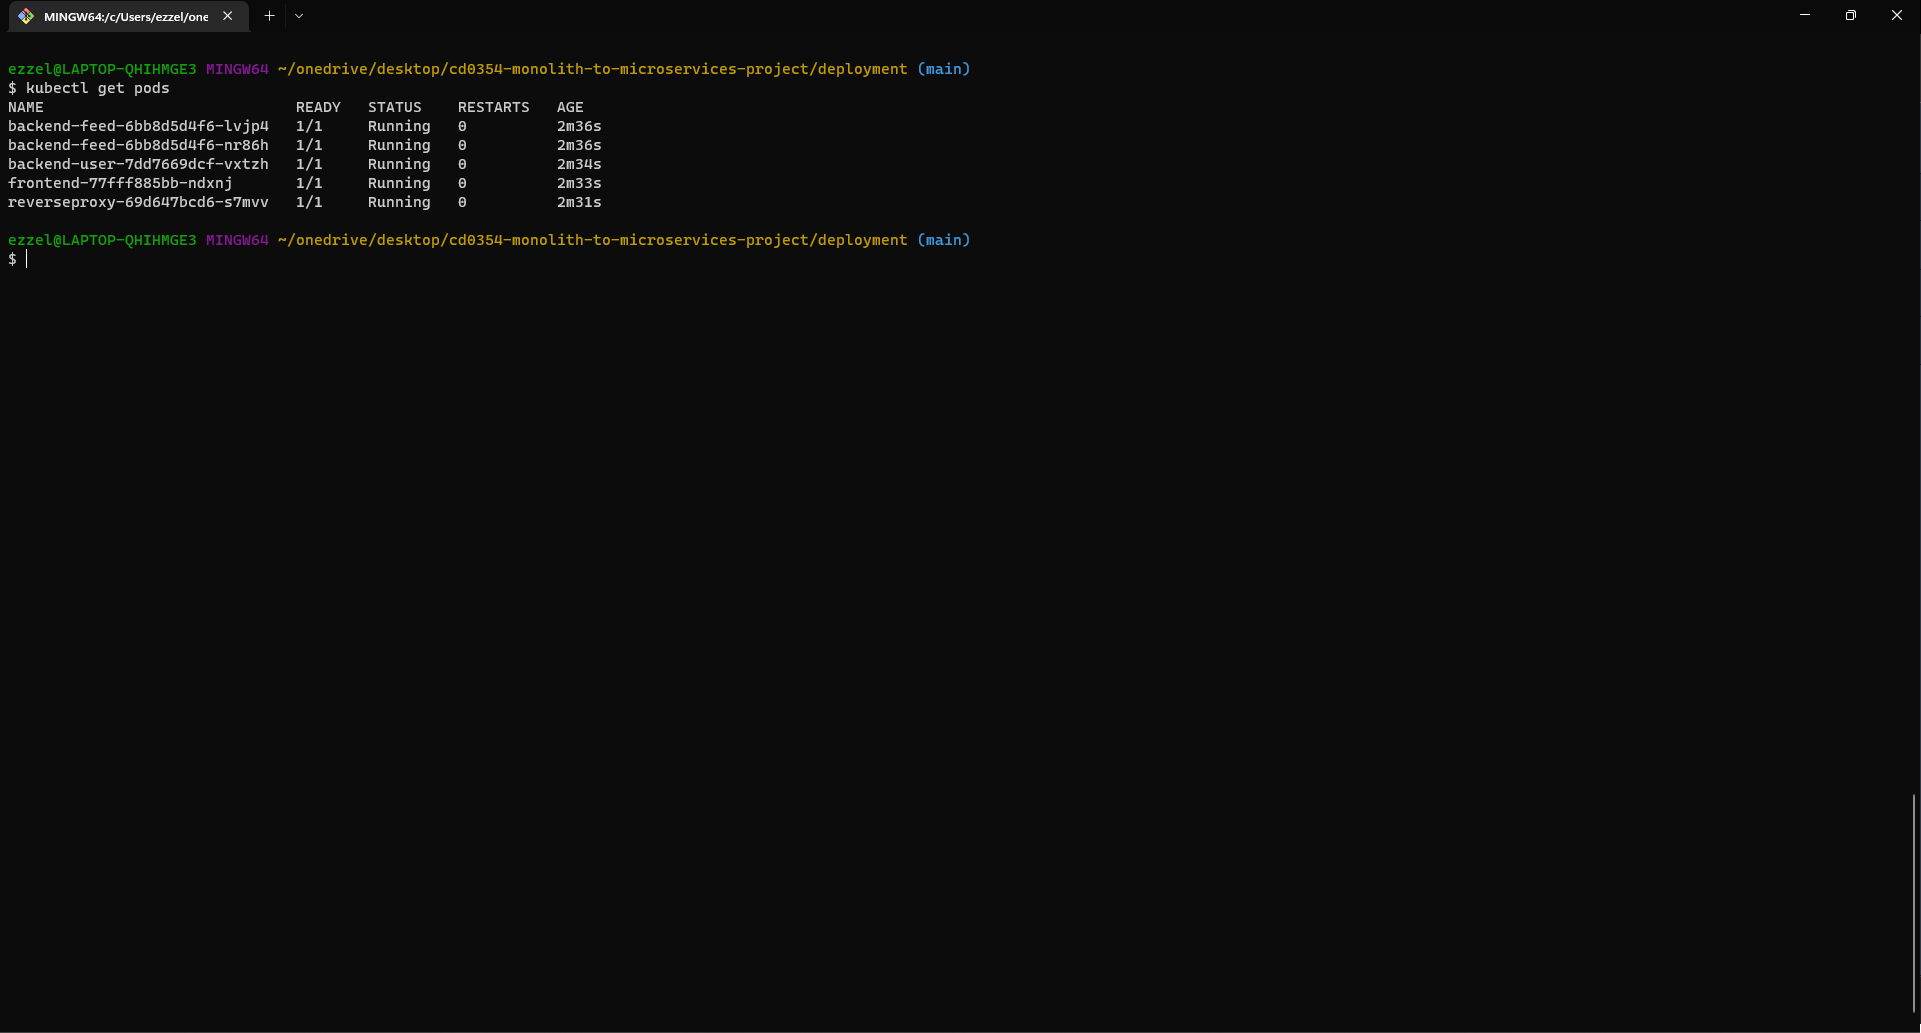 MINGW64:/c/Users/ezzel/one
ezzel@LAPTOP-QHIHMGE3 MINGW64 ~/onedrive/desktop/cd0354-monolith-to-microservices-project/deployment (main)
$ kubectl get pods
NAME                            READY   STATUS    RESTARTS   AGE
backend-feed-6bb8d5d4f6-lvjp4   1/1     Running   0          2m36s
backend-feed-6bb8d5d4f6-nr86h   1/1     Running   0          2m36s
backend-user-7dd7669dcf-vxtzh   1/1     Running   0          2m34s
frontend-77fff885bb-ndxnj       1/1     Running   0          2m33s
reverseproxy-69d647bcd6-s7mvv   1/1     Running   0          2m31s
ezzel@LAPTOP-QHIHMGE3 MINGW64 ~/onedrive/desktop/cd0354-monolith-to-microservices-project/deployment (main)
$